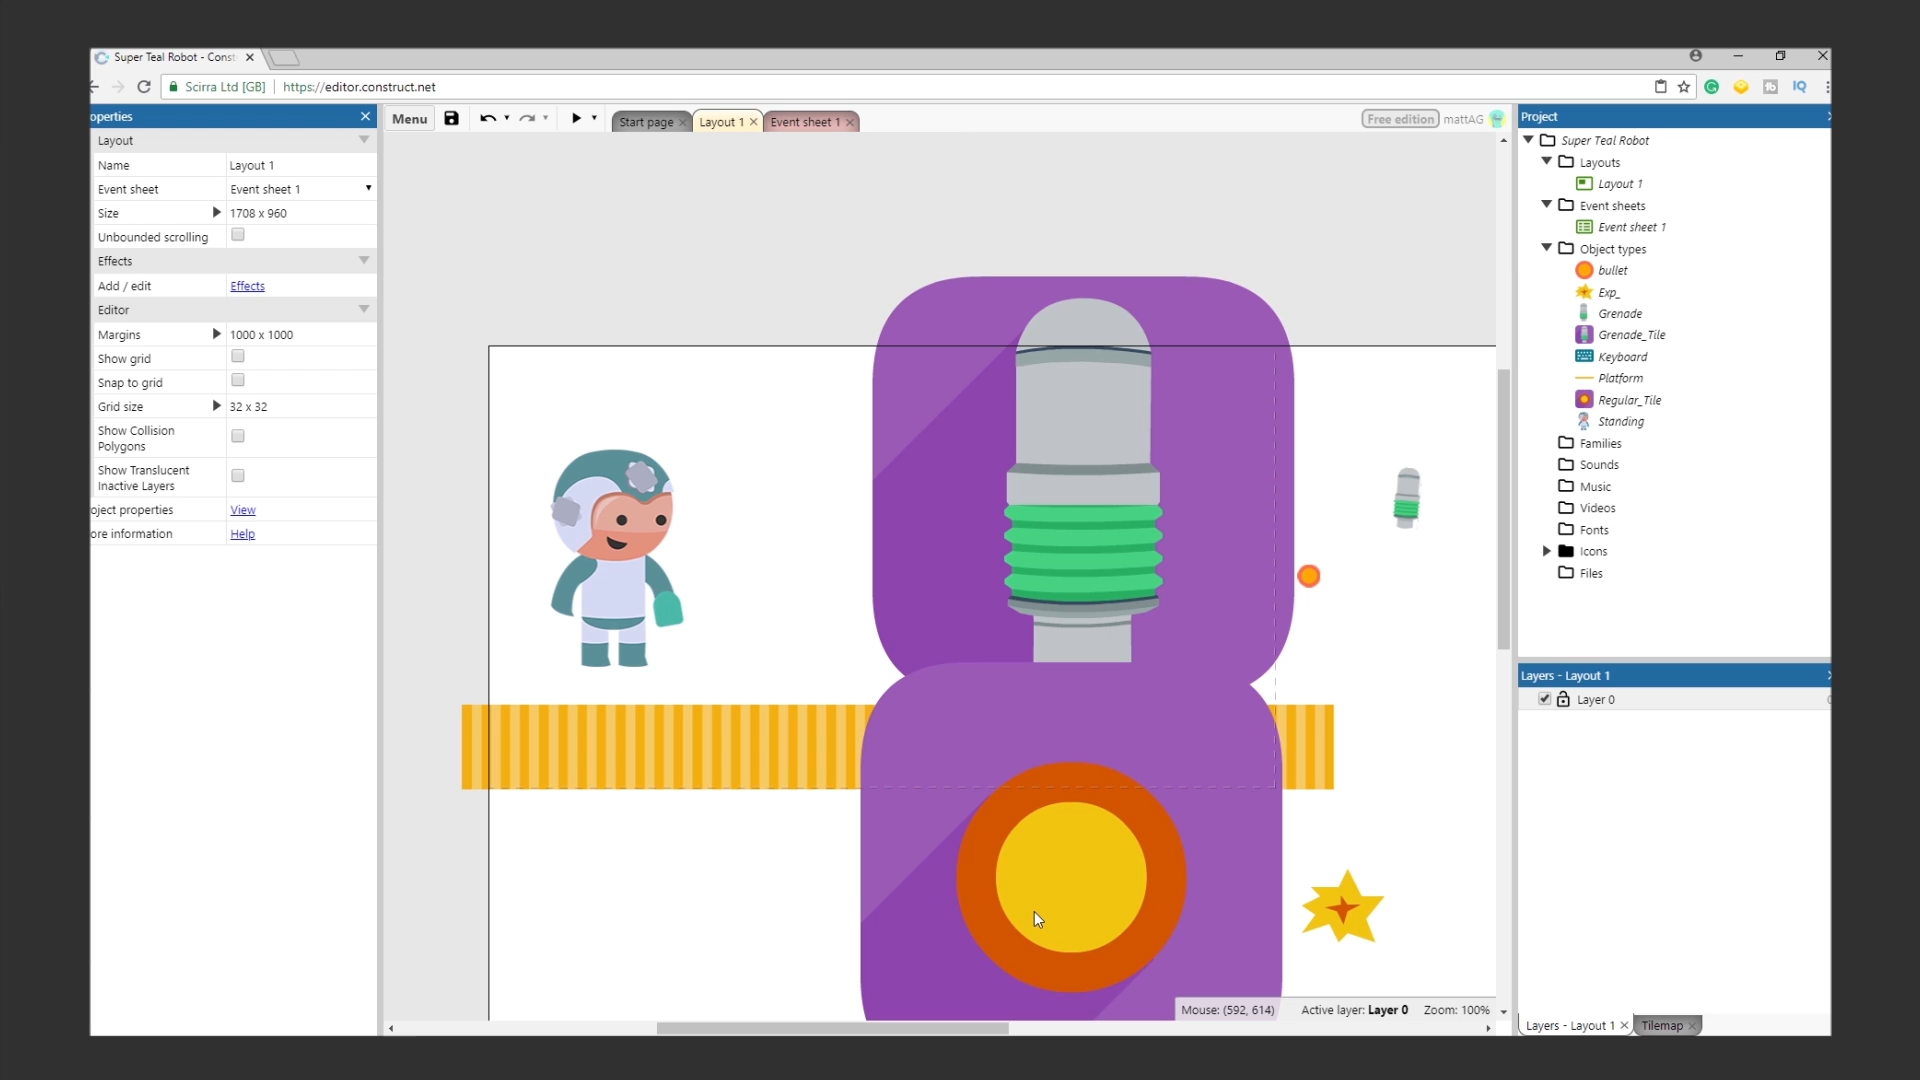 Super Teal Robot - Const
Scirra Ltd [GB] https://editor.construct.net
operties
Layout
Name Layout 1
Event sheet Event sheet 1
Size 1708 x 960
Unbounded scrolling
Effects
Add / edit Effects
Editor
Margins 1000 x 1000
Show grid
Snap to grid
Grid size 32 x 32
Show Collision
Polygons
Show Translucent
Inactive Layers
oject properties View
ore information Help
Menu
Start page
Layout 1
Event sheet 1
Free edition mattAG
Mouse: (592, 614) Active layer: Layer 0 Zoom: 100%
Project
Super Teal Robot
Layouts
Layout 1
Event sheets
Event sheet 1
Object types
bullet
Exp_
Grenade
Grenade_Tile
Keyboard
Platform
Regular_Tile
Standing
Families
Sounds
Music
Videos
Fonts
Icons
Files
Layers - Layout 1
Layer 0
Layers - Layout 1
Tilemap
IQ